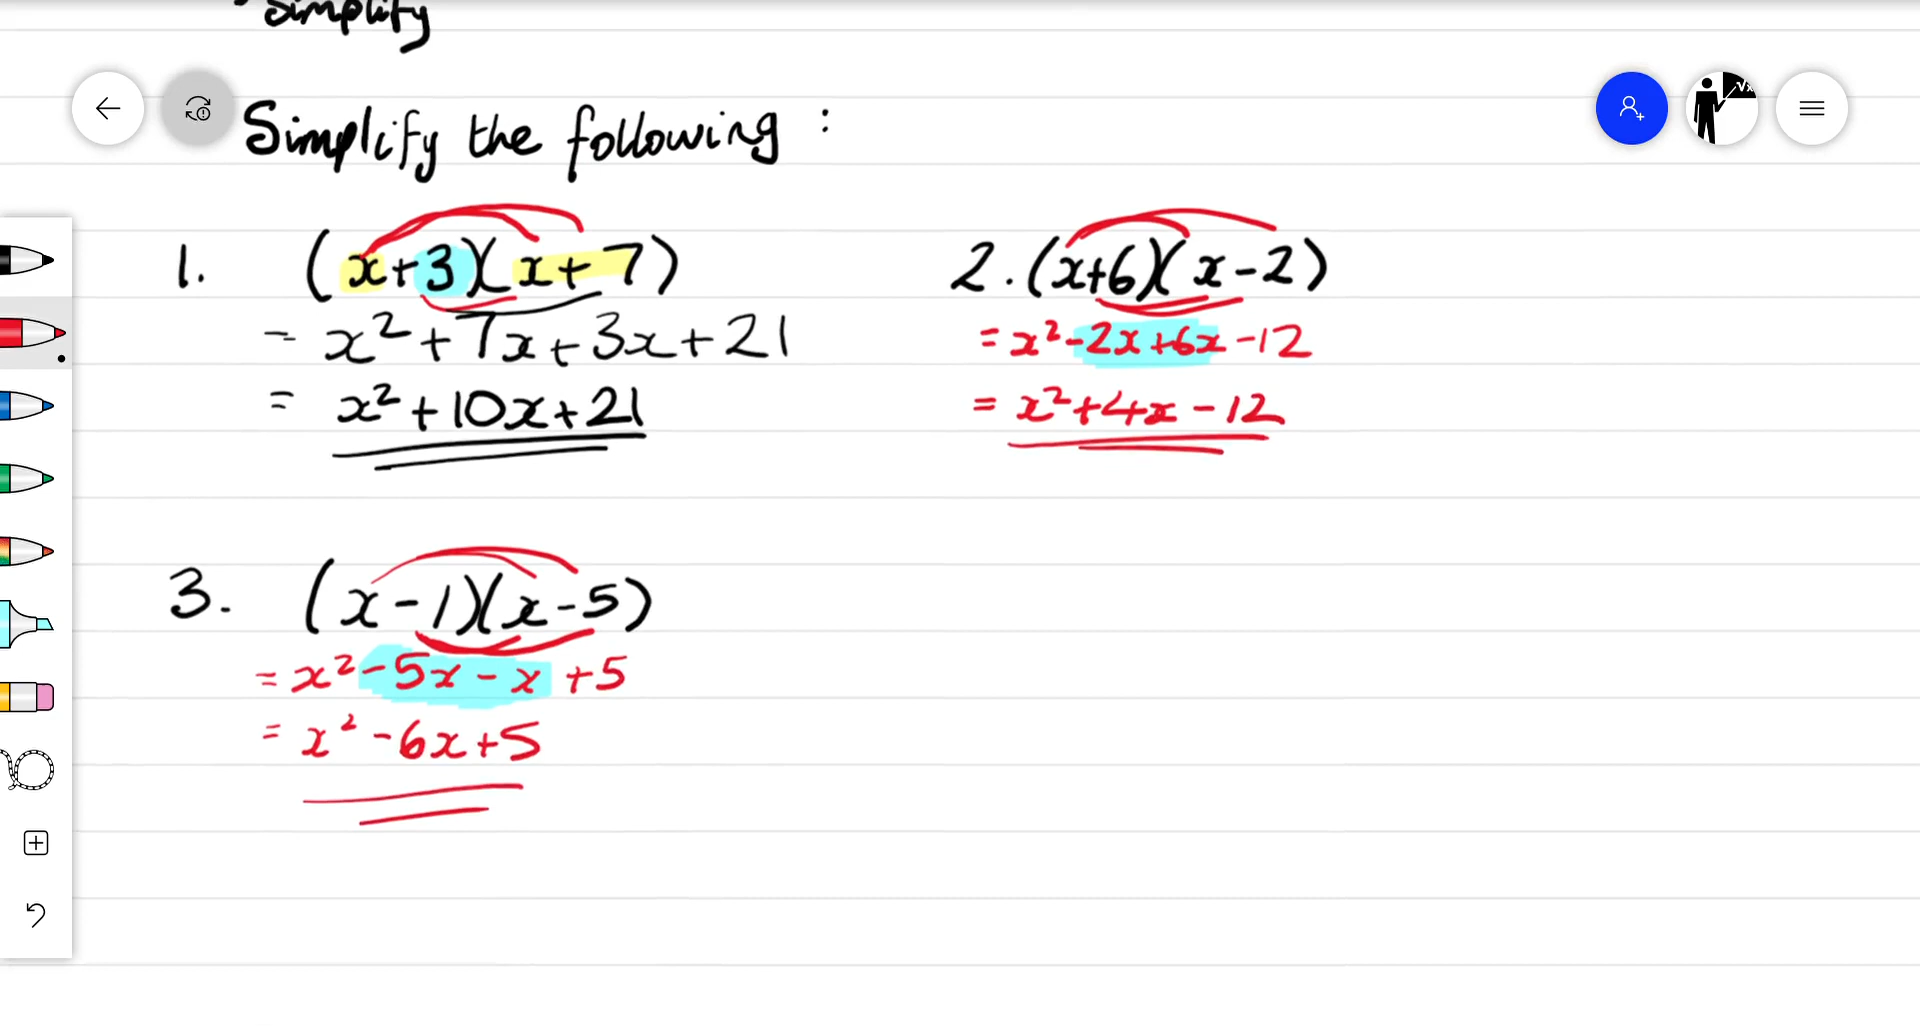 simplify
Simplify the following :
1. (x+3)(x+7)
= x²+7x+3x+21
= x²+10x+21
2. (x+6)(x-2)
= x²-2x+6x-12
= x²+4x-12
3. (x-1)(x-5)
= x²-5x-x+5
= x²-6x+5